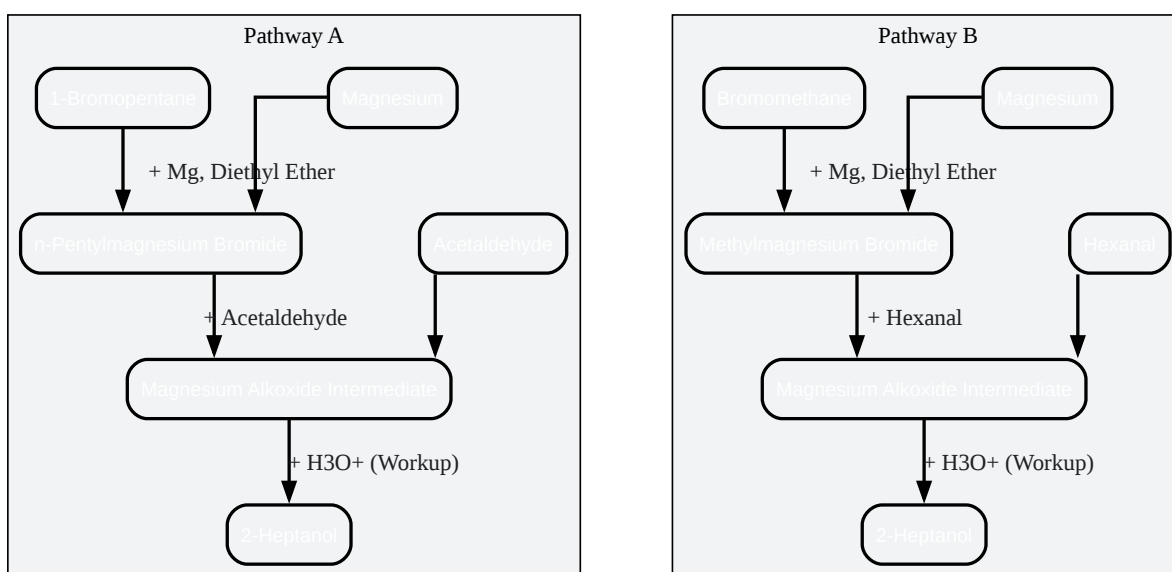 Pathway A
1-Bromopentane
Magnesium
+ Mg, Diethyl Ether
n-Pentylmagnesium Bromide
Acetaldehyde
+ Acetaldehyde
Magnesium Alkoxide Intermediate
+ H3O+ (Workup)
2-Heptanol
Pathway B
Bromomethane
Magnesium
+ Mg, Diethyl Ether
Methylmagnesium Bromide
Hexanal
+ Hexanal
Magnesium Alkoxide Intermediate
+ H3O+ (Workup)
2-Heptanol